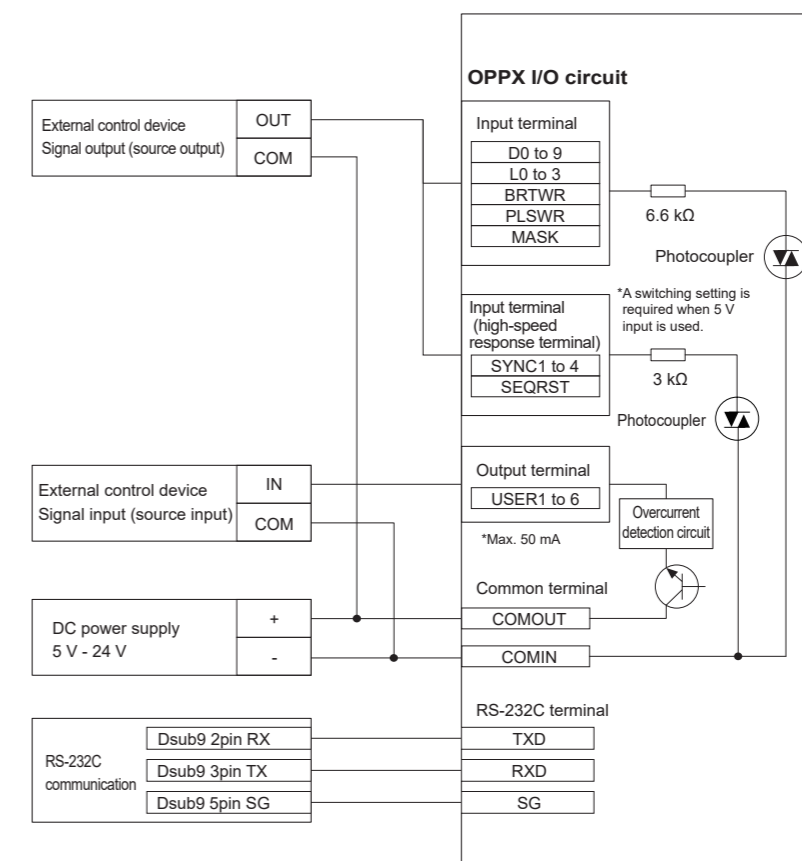 OPPX I/O circuit
External control device
Signal output (source output)
OUT
COM
Input terminal
D0 to 9
L0 to 3
BRTWR
PLSWR
MASK
6.6 kΩ
Photocoupler
*A switching setting is
required when 5 V
input is used.
Input terminal
(high-speed
response terminal)
SYNC1 to 4
SEQRST
3 kΩ
Photocoupler
External control device
Signal input (source input)
IN
COM
Output terminal
USER1 to 6
*Max. 50 mA
Overcurrent
detection circuit
Common terminal
COMOUT
COMIN
DC power supply
5 V - 24 V
+
-
RS-232C terminal
RS-232C
communication
Dsub9 2pin RX
TXD
Dsub9 3pin TX
RXD
Dsub9 5pin SG
SG